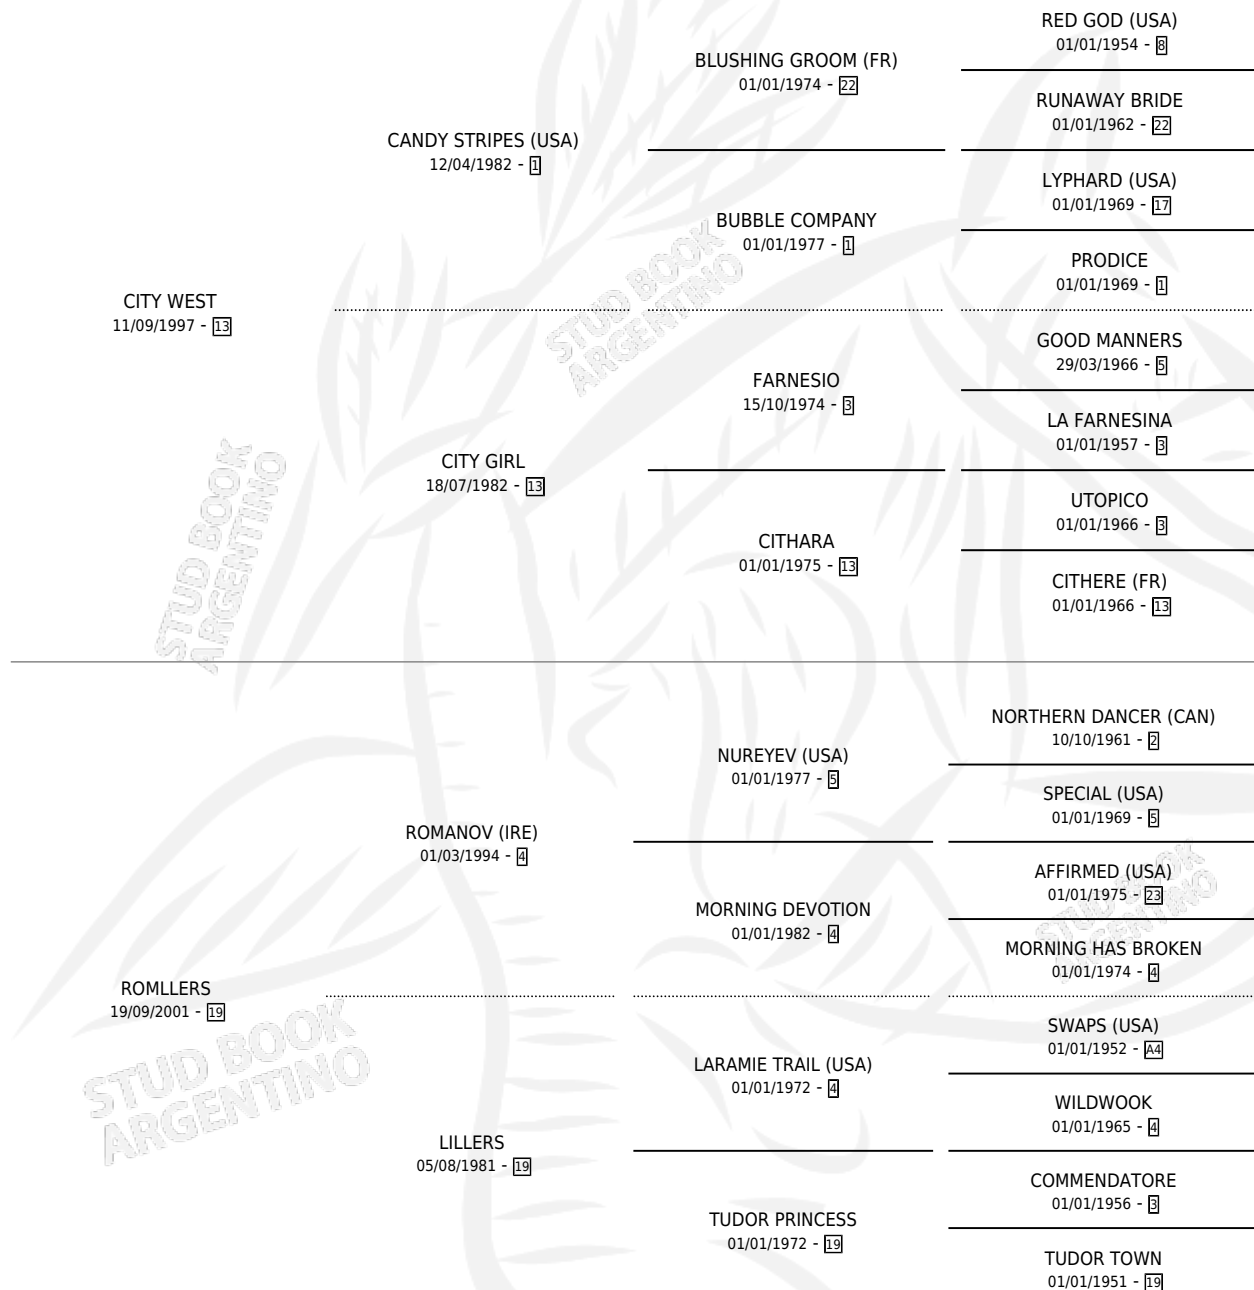 RED GOD (USA)
01/01/1954 - 8
BLUSHING GROOM (FR)
01/01/1974 - 22
RUNAWAY BRIDE
01/01/1962 - 22
CANDY STRIPES (USA)
12/04/1982 - 1
LYPHARD (USA)
01/01/1969 - 17
BUBBLE COMPANY
01/01/1977 - 1
PRODICE
01/01/1969 - 1
CITY WEST
11/09/1997 - 13
STUD BOOK
ARGENTINO
GOOD MANNERS
29/03/1966 - 5
FARNESIO
15/10/1974 - 3
LA FARNESINA
01/01/1957 - 3
CITY GIRL
18/07/1982 - 13
UTOPICO
01/01/1966 - 3
CITHARA
01/01/1975 - 13
CITHERE (FR)
01/01/1966 - 13
STUD BOOK
ARGENTINO
NORTHERN DANCER (CAN)
10/10/1961 - 2
NUREYEV (USA)
01/01/1977 - 5
SPECIAL (USA)
01/01/1969 - 5
ROMANOV (IRE)
01/03/1994 - 4
AFFIRMED (USA)
01/01/1975 - 23
STUD BOOK
ARGENTINO
MORNING DEVOTION
01/01/1982 - 4
MORNING HAS BROKEN
01/01/1974 - 4
ROMLLERS
19/09/2001 - 19
STUD BOOK
ARGENTINO
SWAPS (USA)
01/01/1952 - A4
LARAMIE TRAIL (USA)
01/01/1972 - 4
WILDWOOK
01/01/1965 - 4
LILLERS
05/08/1981 - 19
COMMENDATORE
01/01/1956 - 3
TUDOR PRINCESS
01/01/1972 - 19
TUDOR TOWN
01/01/1951 - 19